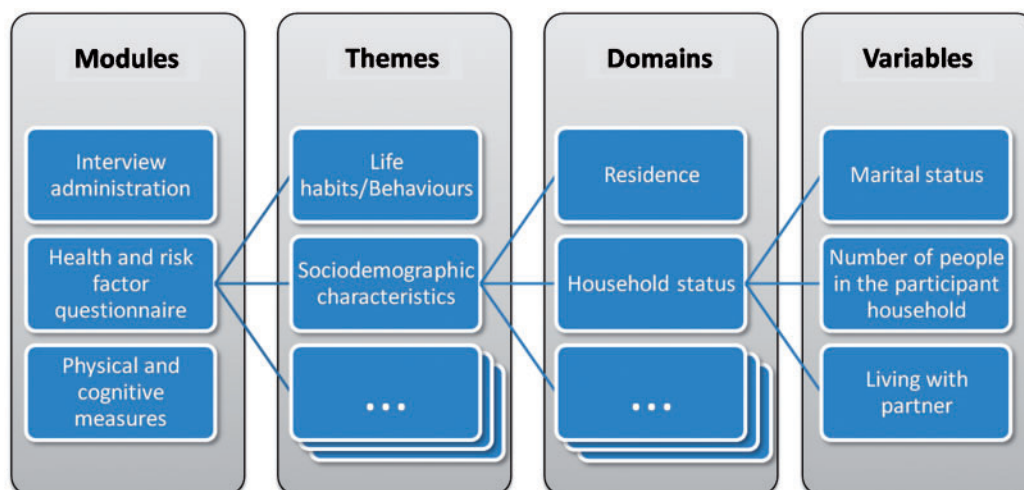 Modules
Interview
administration
Health and risk
factor
questionnaire
Physical and
cognitive
measures
Themes
Life
habits/Behaviours
Sociodemographic
characteristics
...
Domains
Residence
Household status
...
Variables
Marital status
Number of people
in the participant
household
Living with
partner